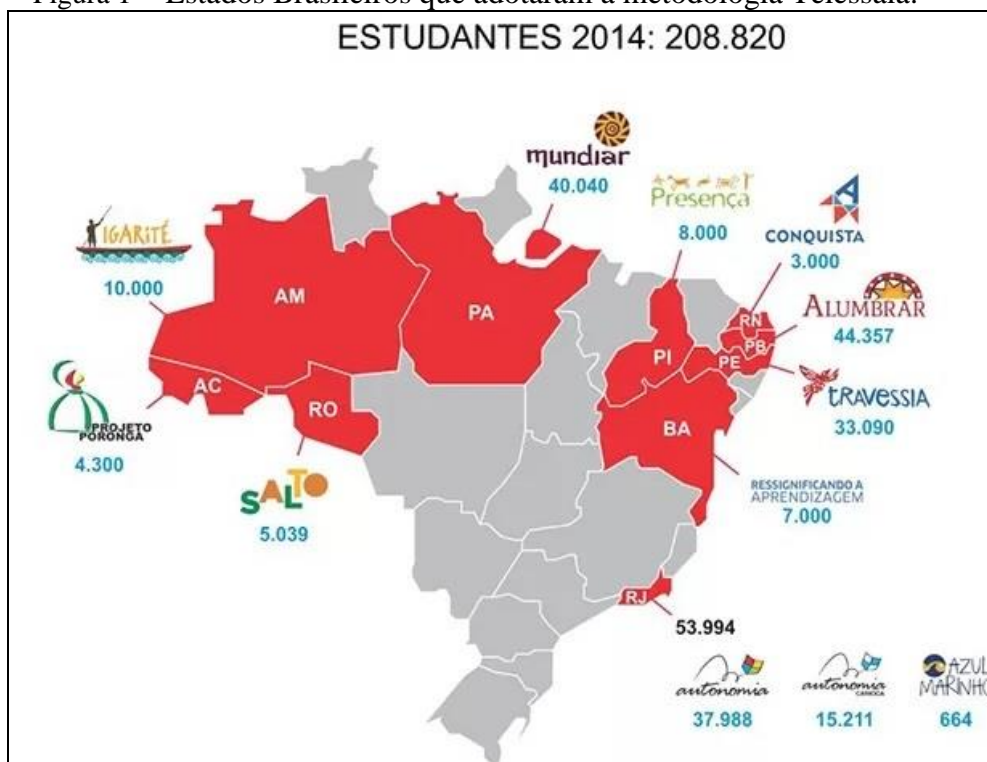 Figura 1 – Estados Brasileiros que adotaram a metodologia Telessala.
ESTUDANTES 2014: 208.820
mundiar
40.040
Presença
8.000
CONQUISTA
3.000
IGARITÉ
10.000
ALUMBRAR
44.357
AM
PA
RN
PB
PE
PI
TRAVESSIA
33.090
AC
RO
BA
PROJETO
PORONGA
4.300
SALTO
5.039
RESSIGNIFICANDO A
APRENDIZAGEM
7.000
RJ
53.994
autonomia
37.988
autonomia
CARIOCA
15.211
AZUL
MARINHO
664